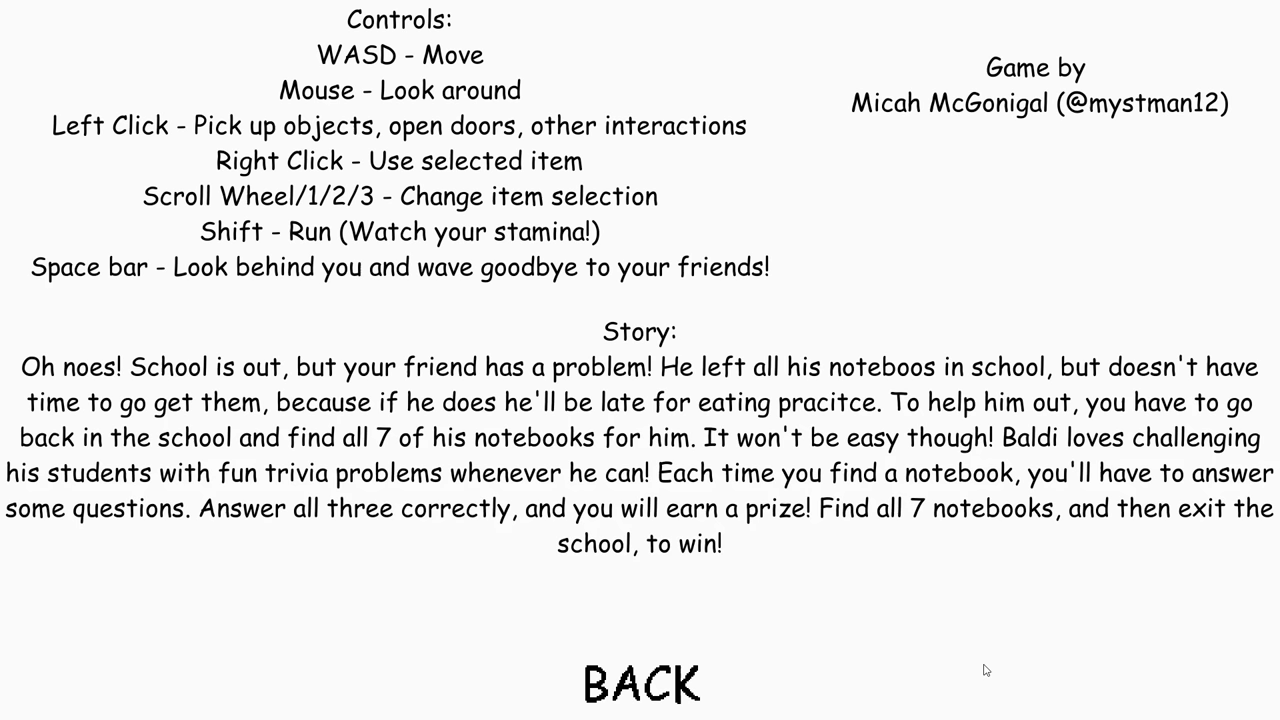 Controls:
WASD - Move
Mouse - Look around
Left Click - Pick up objects, open doors, other interactions
Right Click - Use selected item
Scroll Wheel/1/2/3 - Change item selection
Shift - Run (Watch your stamina!)
Space bar - Look behind you and wave goodbye to your friends!
Game by
Micah McGonigal (@mystman12)
Story:
Oh noes! School is out, but your friend has a problem! He left all his noteboos in school, but doesn't have
time to go get them, because if he does he'll be late for eating pracitce. To help him out, you have to go
back in the school and find all 7 of his notebooks for him. It won't be easy though! Baldi loves challenging
his students with fun trivia problems whenever he can! Each time you find a notebook, you'll have to answer
some questions. Answer all three correctly, and you will earn a prize! Find all 7 notebooks, and then exit the
school, to win!
BACK